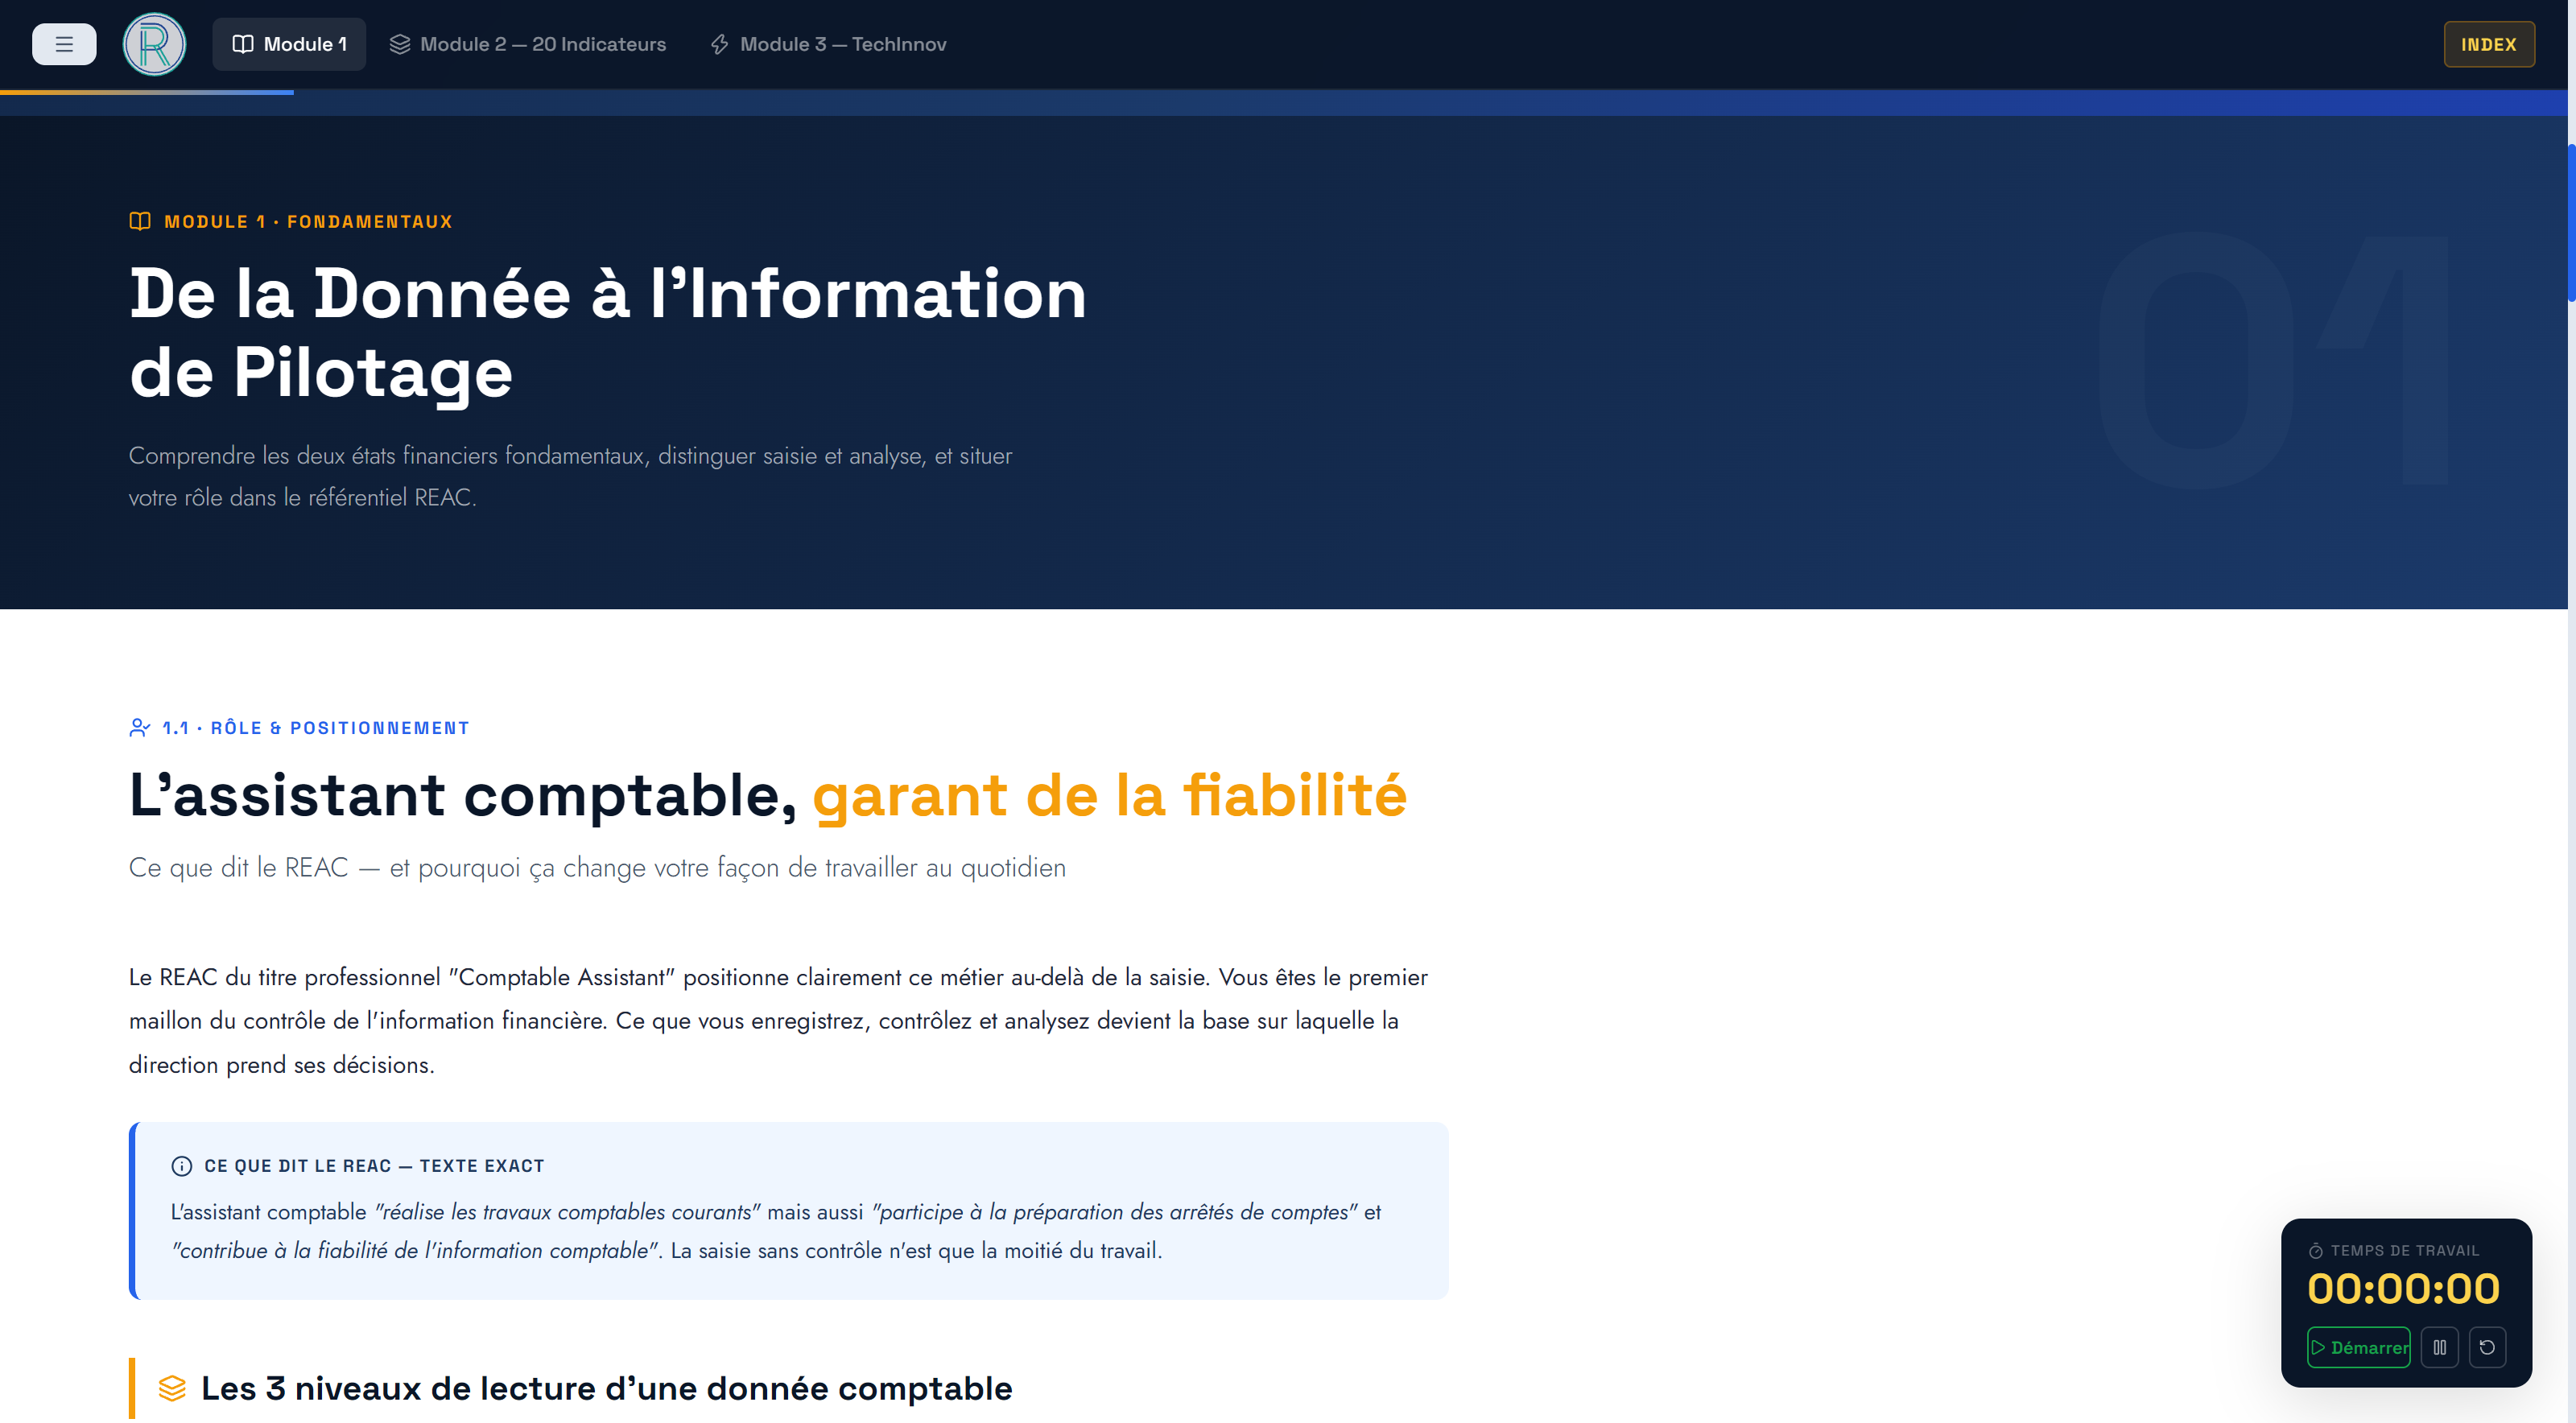 Module 1
Module 2 — 20 Indicateurs
Module 3 — TechInnov
INDEX
MODULE 1 · FONDAMENTAUX
De la Donnée à l’Information
de Pilotage
01
Comprendre les deux états financiers fondamentaux, distinguer saisie et analyse, et situer
votre rôle dans le référentiel REAC.
1.1 · RÔLE & POSITIONNEMENT
L’assistant comptable, garant de la fiabilité
Ce que dit le REAC — et pourquoi ça change votre façon de travailler au quotidien
Le REAC du titre professionnel "Comptable Assistant" positionne clairement ce métier au-delà de la saisie. Vous êtes le premier
maillon du contrôle de l'information financière. Ce que vous enregistrez, contrôlez et analysez devient la base sur laquelle la
direction prend ses décisions.
CE QUE DIT LE REAC — TEXTE EXACT
L'assistant comptable "réalise les travaux comptables courants" mais aussi "participe à la préparation des arrêtés de comptes" et
"contribue à la fiabilité de l'information comptable". La saisie sans contrôle n'est que la moitié du travail.
Les 3 niveaux de lecture d’une donnée comptable
TEMPS DE TRAVAIL
00:00:00
Démarrer